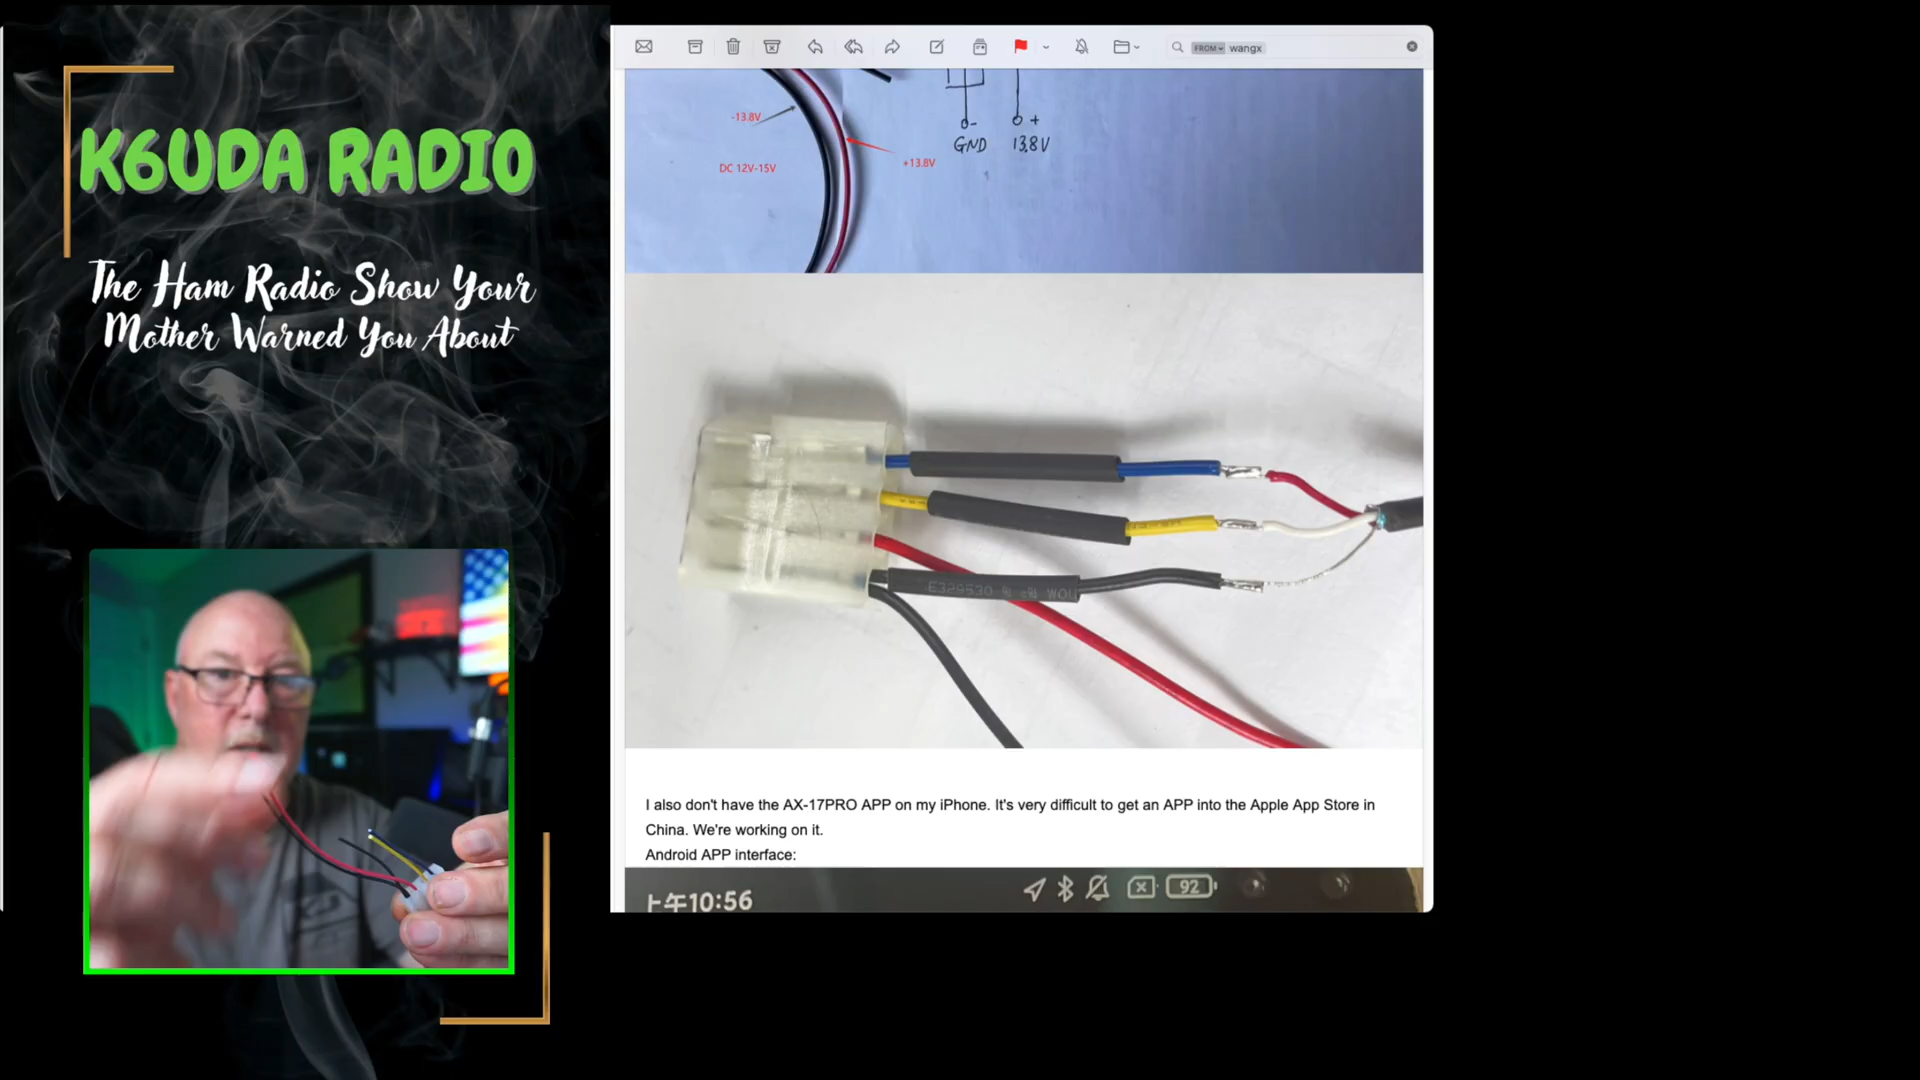 K6UDA RADIO
The Ham Radio Show Your
Mother Warned You About
FROM wangx
-13.8V
+13.8V
DC 12V-15V
- +
GND 13.8V
E329530
WOU
I also don't have the AX-17PRO APP on my iPhone. It's very difficult to get an APP into the Apple App Store in
China. We're working on it.
Android APP interface:
上午10:56
92